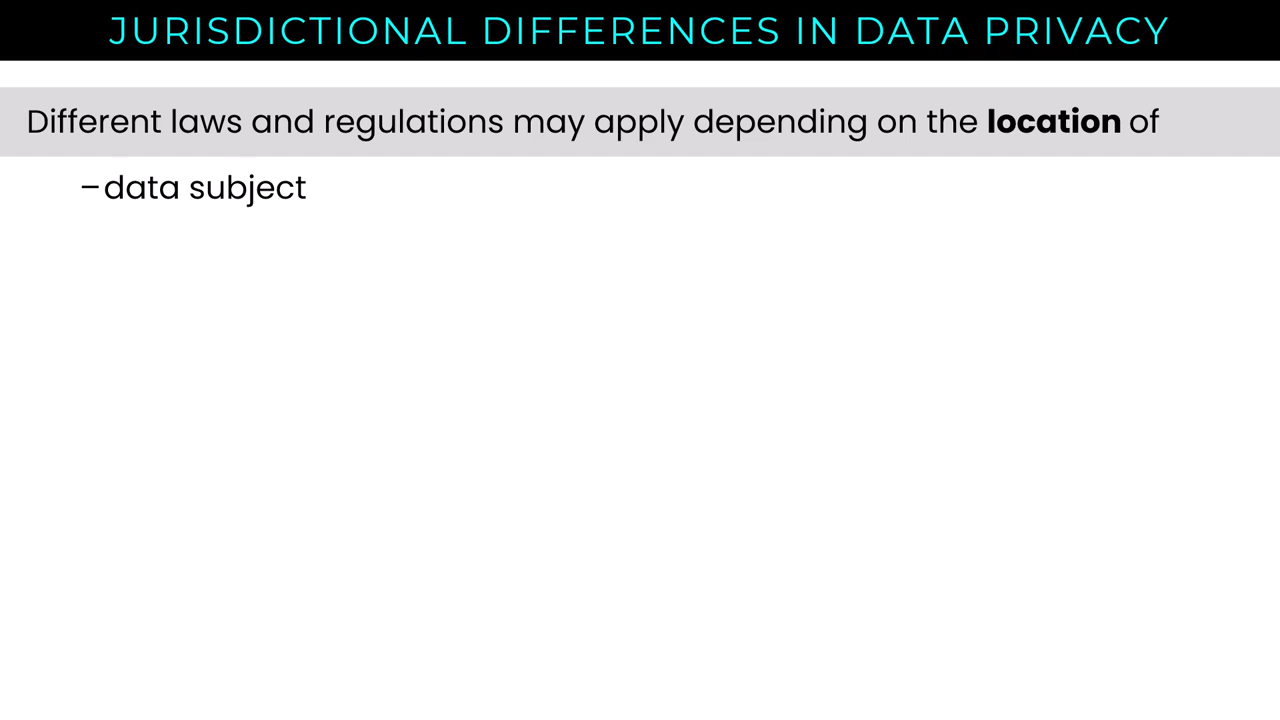 JURISDICTIONAL DIFFERENCES IN DATA PRIVACY
Different laws and regulations may apply depending on the location of
– data subject